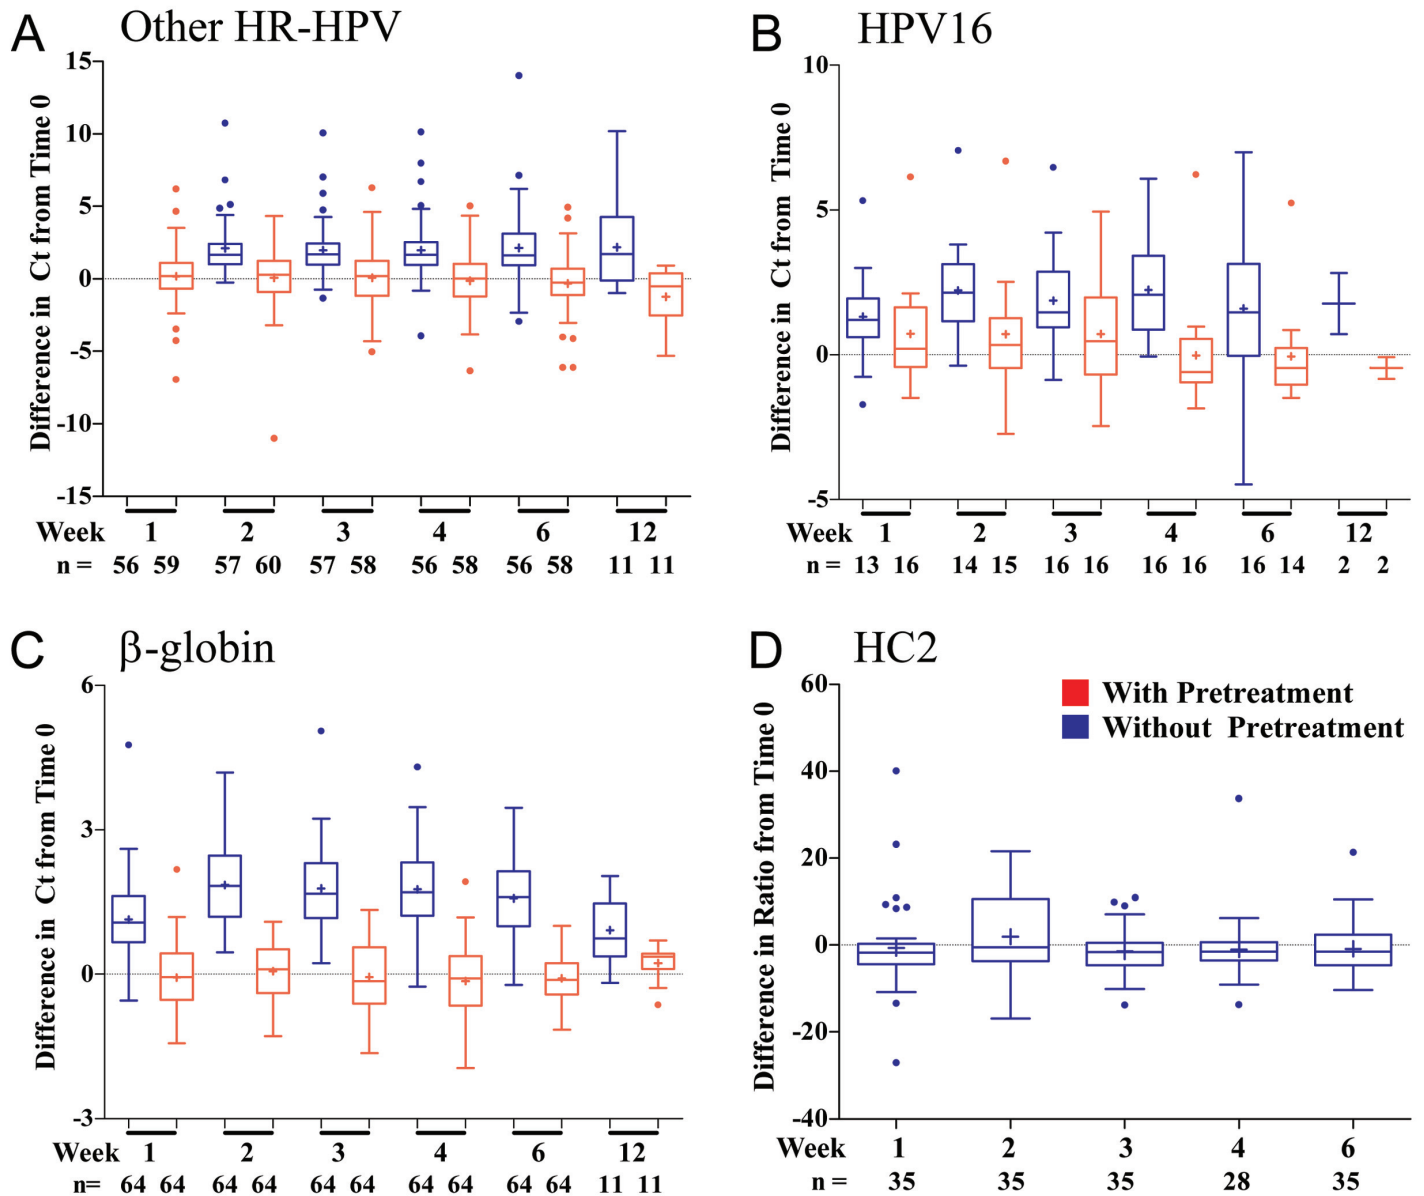 A Other HR-HPV
Difference in Ct from Time 0
15
10
5
0
-5
-10
-15
Week 1 2 3 4 6 12
n = 56 59 57 60 57 58 56 58 56 58 11 11
B HPV16
Difference in Ct from Time 0
10
5
0
-5
Week 1 2 3 4 6 12
n = 13 16 14 15 16 16 16 16 16 14 2 2
C β-globin
Difference in Ct from Time 0
6
3
0
-3
Week 1 2 3 4 6 12
n= 64 64 64 64 64 64 64 64 64 64 11 11
D HC2
With Pretreatment
Without Pretreatment
Difference in Ratio from Time 0
60
40
20
0
-20
-40
Week 1 2 3 4 6
n = 35 35 35 28 35